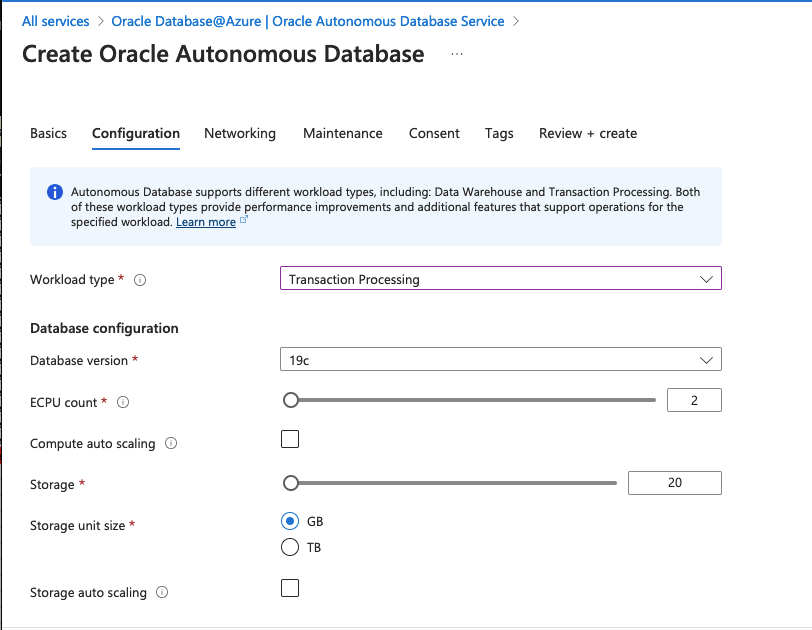 All services > Oracle Database@Azure | Oracle Autonomous Database Service >
Create Oracle Autonomous Database ...
Basics Configuration Networking Maintenance Consent Tags Review + create
Autonomous Database supports different workload types, including: Data Warehouse and Transaction Processing. Both
of these workload types provide performance improvements and additional features that support operations for the
specified workload. Learn more
Workload type * Transaction Processing
Database configuration
Database version * 19c
ECPU count * 2
Compute auto scaling
Storage * 20
Storage unit size * GB
TB
Storage auto scaling